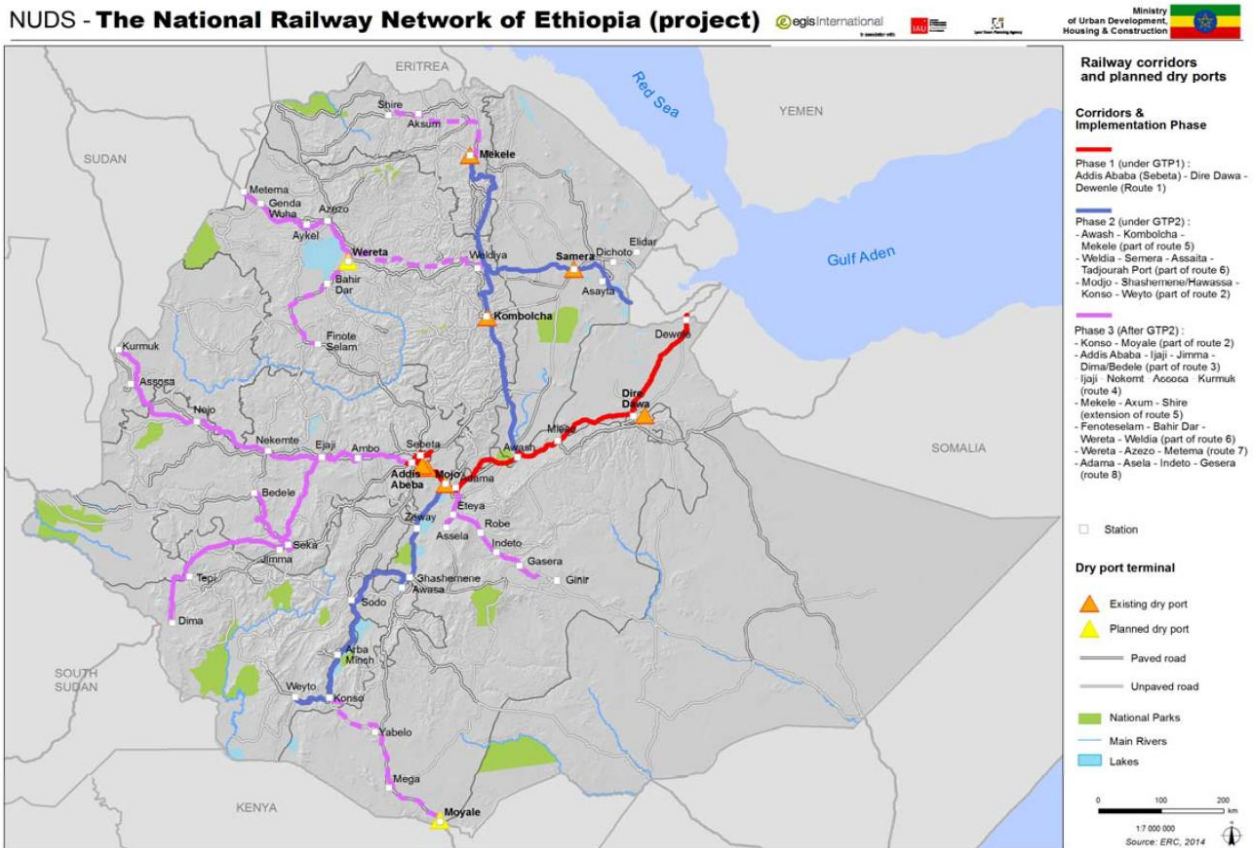 NUDS - The National Railway Network of Ethiopia (project)
egis International
in association with
IAU
Ministry
of Urban Development,
Housing & Construction
ERITREA
Red Sea
YEMEN
SUDAN
Shire
Aksum
Mekele
Metema
Genda
Wuha
Azezo
Aykel
Wereta
Weldiya
Samera
Dichoto
Elidar
Asayta
Gulf Aden
Bahir
Dar
Kombolcha
Finote
Selam
Dewele
Kurmuk
Assosa
Dire
Dawa
Nejo
Nekemte
Ejaji
Ambo
Sebeta
Awash
Mieso
SOMALIA
Addis
Abeba
Mojo
Adama
Bedele
Eteya
Zeway
Assela
Robe
Indeto
Gasera
Ginir
Seka
Jimma
Tepi
Shashemene
Awasa
Sodo
Dima
Arba
Minch
SOUTH
SUDAN
Weyto
Konso
Yabelo
Mega
Moyale
KENYA
Railway corridors
and planned dry ports
Corridors &
Implementation Phase
Phase 1 (under GTP1) :
Addis Ababa (Sebeta) - Dire Dawa -
Dewenle (Route 1)
Phase 2 (under GTP2) :
- Awash - Kombolcha -
Mekele (part of route 5)
- Weldia - Semera - Assaita -
Tadjourah Port (part of route 6)
- Modjo - Shashemene/Hawassa -
Konso - Weyto (part of route 2)
Phase 3 (After GTP2) :
- Konso - Moyale (part of route 2)
- Addis Ababa - Ijaji - Jimma -
Dima/Bedele (part of route 3)
Ijaji Nekemt Assosa Kurmuk
(route 4)
- Mekele - Axum - Shire
(extension of route 5)
- Fenoteselam - Bahir Dar -
Wereta - Weldia (part of route 6)
- Wereta - Azezo - Metema (route 7)
- Adama - Asela - Indeto - Gesera
(route 8)
Station
Dry port terminal
Existing dry port
Planned dry port
Paved road
Unpaved road
National Parks
Main Rivers
Lakes
0 100 200
km
1:7 000 000
Source: ERC, 2014